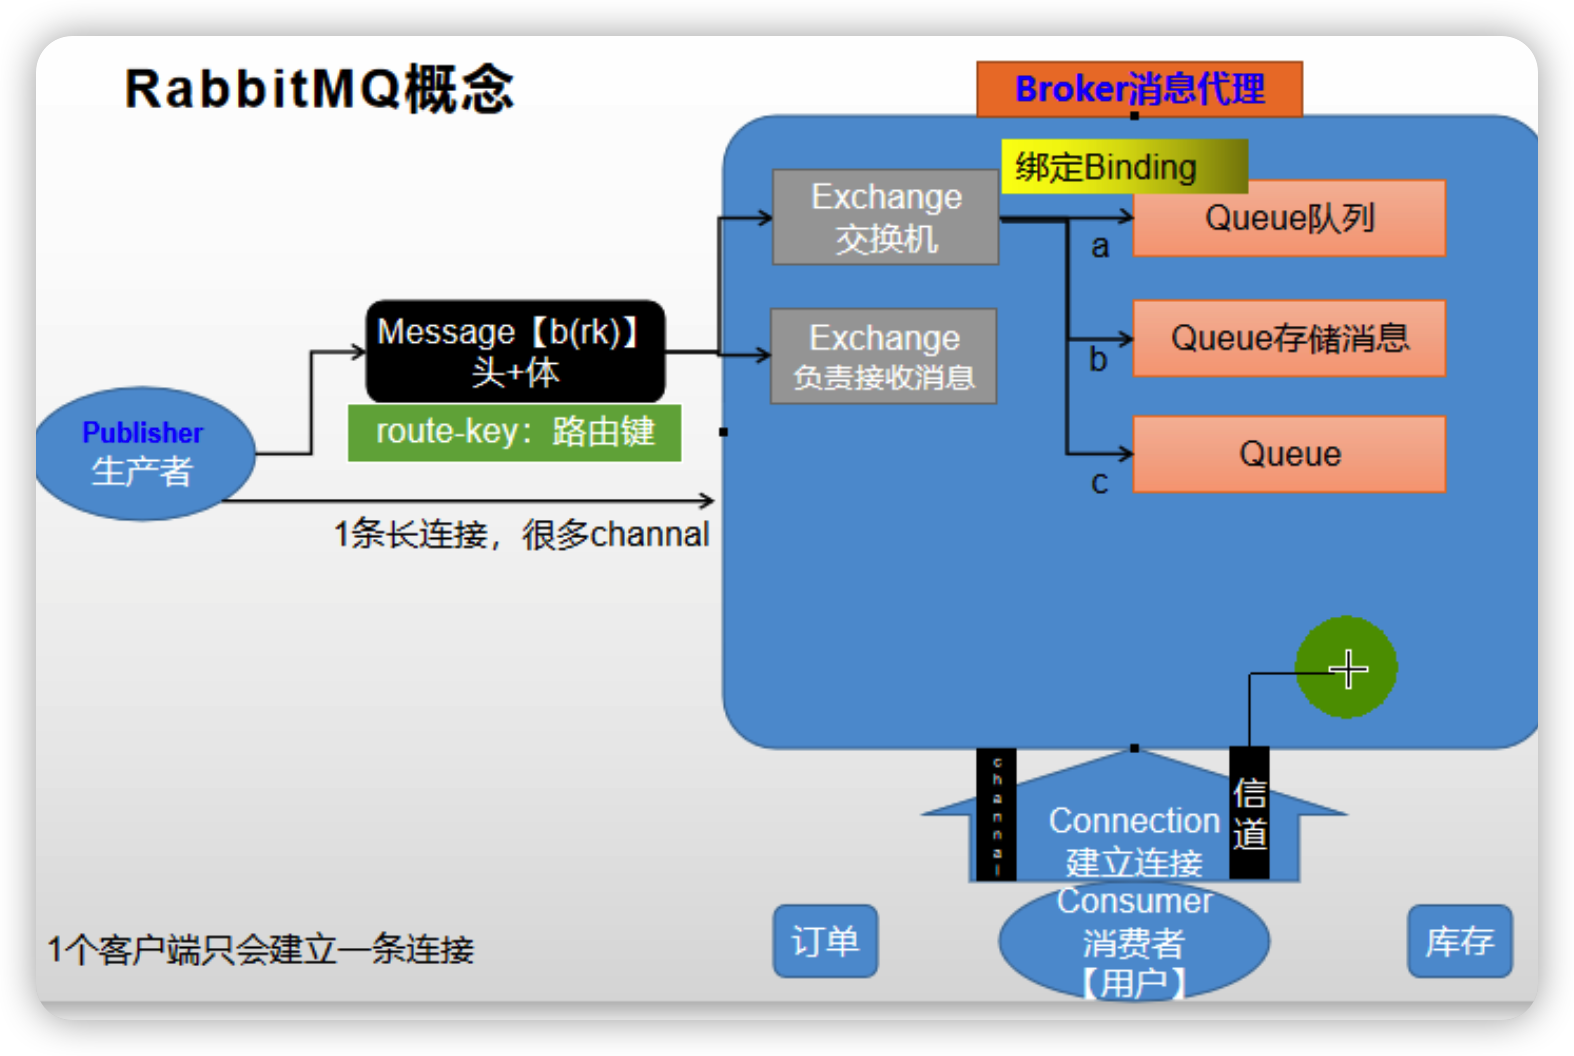 RabbitMQ概念
Broker消息代理
绑定Binding
Exchange
交换机
Queue队列
a
Message【b(rk)】
头+体
Exchange
负责接收消息
Queue存储消息
b
route-key：路由键
Publisher
生产者
Queue
c
1条长连接，很多channal
channal
信道
Connection
建立连接
Consumer
消费者
【用户】
订单
库存
1个客户端只会建立一条连接